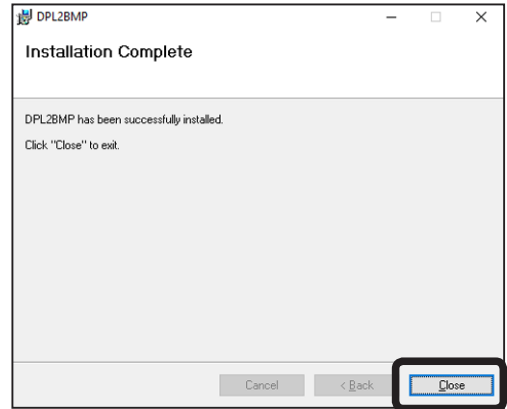 DPL2BMP
Installation Complete
DPL2BMP has been successfully installed.
Click "Close" to exit.
Cancel
< Back
Close